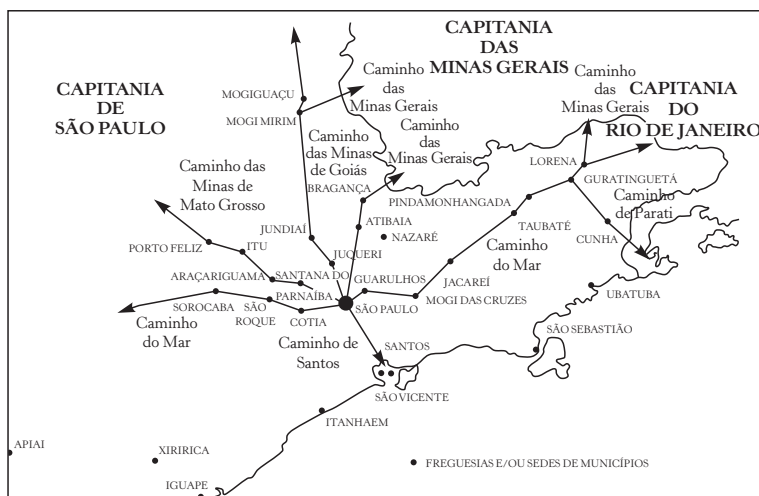 CAPITANIA
DAS
MINAS GERAIS
CAPITANIA
DE
SÃO PAULO
CAPITANIA
DO
RIO DE JANEIRO
Caminho
das
Minas Gerais
Caminho
das
Minas Gerais
Caminho
das
Minas Gerais
Caminho
das Minas
de Goiás
Caminho das
Minas de
Mato Grosso
MOGIGUAÇU
MOGI MIRIM
BRAGANÇA
PINDAMONHANGADA
LORENA
GURATINGUETÁ
Caminho
de Parati
CUNHA
TAUBATÉ
ATIBAIA
NAZARÉ
JUNDIAÍ
JUQUERI
PORTO FELIZ
ITU
Caminho
do Mar
JACAREÍ
ARAÇARIGUAMA
SANTANA DO
PARNAÍBA
GUARULHOS
SÃO PAULO
MOGI DAS CRUZES
UBATUBA
SOROCABA
SÃO
ROQUE
COTIA
Caminho
do Mar
Caminho de
Santos
SANTOS
SÃO SEBASTIÃO
SÃO VICENTE
ITANHAEM
APIAI
XIRIRICA
IGUAPE
FREGUESIAS E/OU SEDES DE MUNICÍPIOS